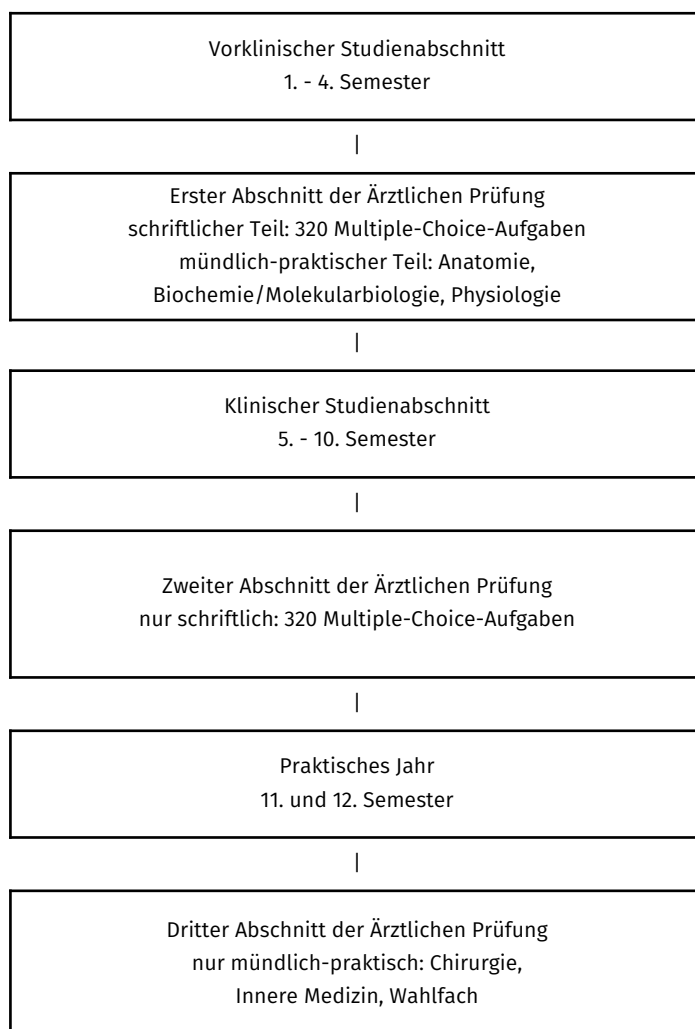 Vorklinischer Studienabschnitt
1. - 4. Semester
|
Erster Abschnitt der Ärztlichen Prüfung
schriftlicher Teil: 320 Multiple-Choice-Aufgaben
mündlich-praktischer Teil: Anatomie,
Biochemie/Molekularbiologie, Physiologie
|
Klinischer Studienabschnitt
5. - 10. Semester
|
Zweiter Abschnitt der Ärztlichen Prüfung
nur schriftlich: 320 Multiple-Choice-Aufgaben
|
Praktisches Jahr
11. und 12. Semester
|
Dritter Abschnitt der Ärztlichen Prüfung
nur mündlich-praktisch: Chirurgie,
Innere Medizin, Wahlfach